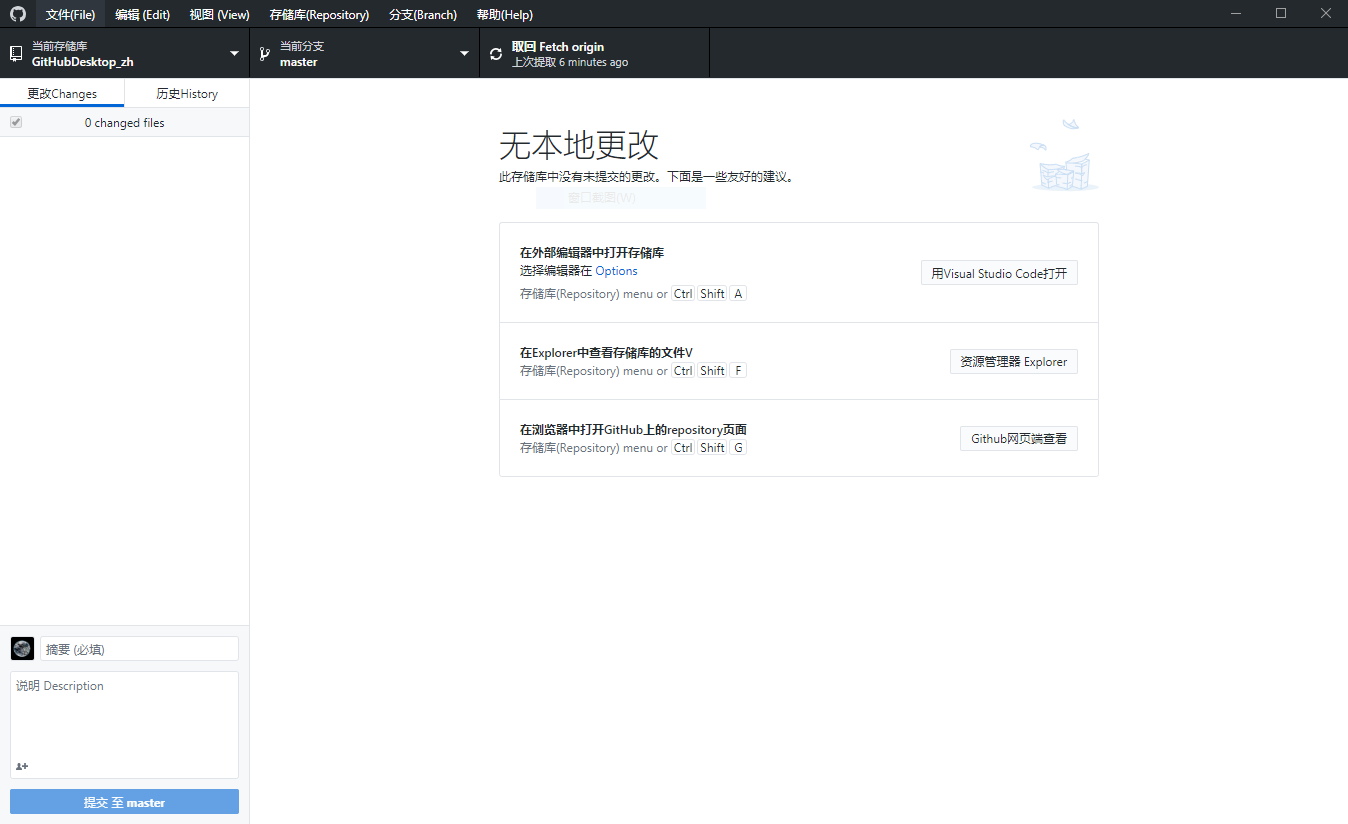 文件(File) 编辑 (Edit) 视图 (View) 存储库(Repository) 分支(Branch) 帮助(Help)
当前存储库
GitHubDesktop_zh
当前分支
master
取回 Fetch origin
上次提取 6 minutes ago
更改Changes 历史History
0 changed files
无本地更改
此存储库中没有未提交的更改。下面是一些友好的建议。
窗口截图(W)
在外部编辑器中打开存储库
选择编辑器在 Options
存储库(Repository) menu or Ctrl Shift A
用Visual Studio Code打开
在Explorer中查看存储库的文件V
存储库(Repository) menu or Ctrl Shift F
资源管理器 Explorer
在浏览器中打开GitHub上的repository页面
存储库(Repository) menu or Ctrl Shift G
Github网页端查看
摘要 (必填)
说明 Description
提交 至 master